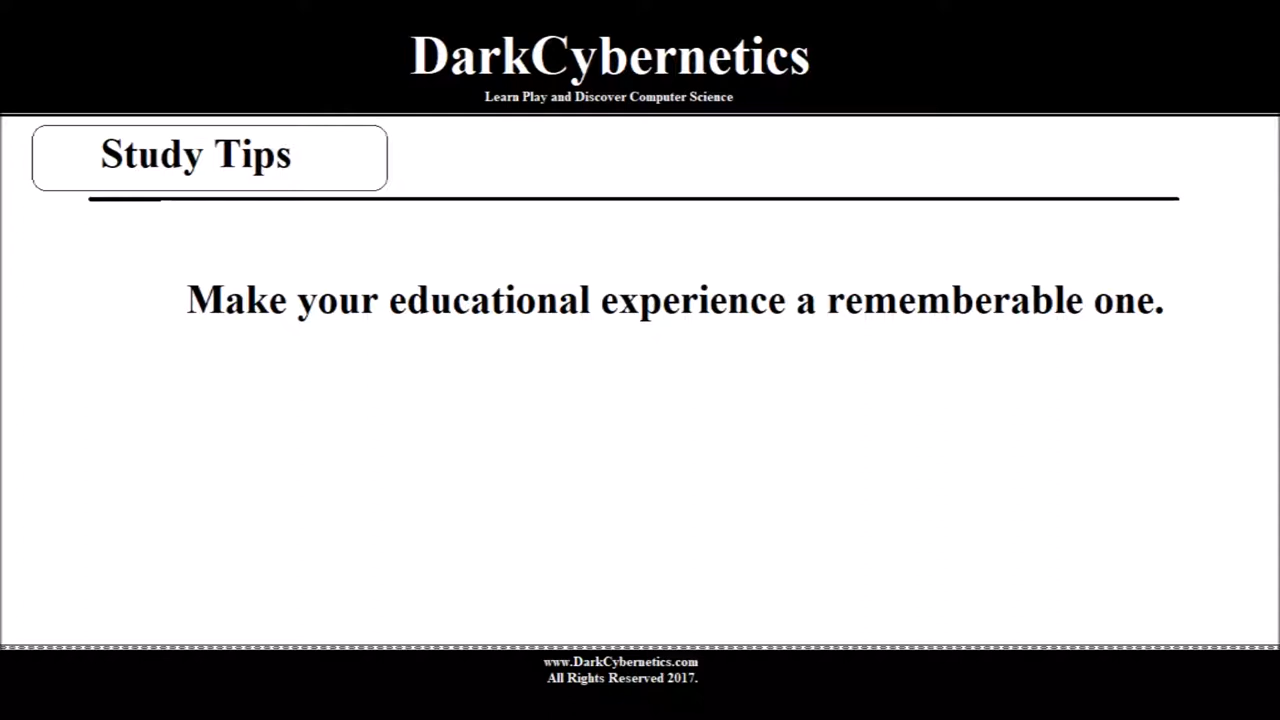 DarkCybernetics
Learn Play and Discover Computer Science
Study Tips
Make your educational experience a rememberable one.
www.DarkCybernetics.com
All Rights Reserved 2017.